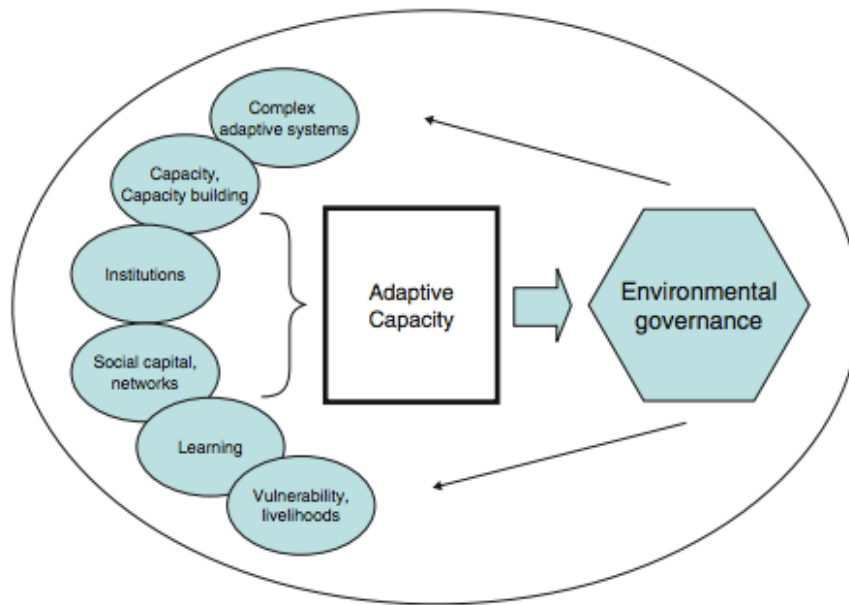 Complex
adaptive systems
Capacity,
Capacity building
Institutions
Social capital,
networks
Learning
Vulnerability,
livelihoods
Adaptive
Capacity
Environmental
governance